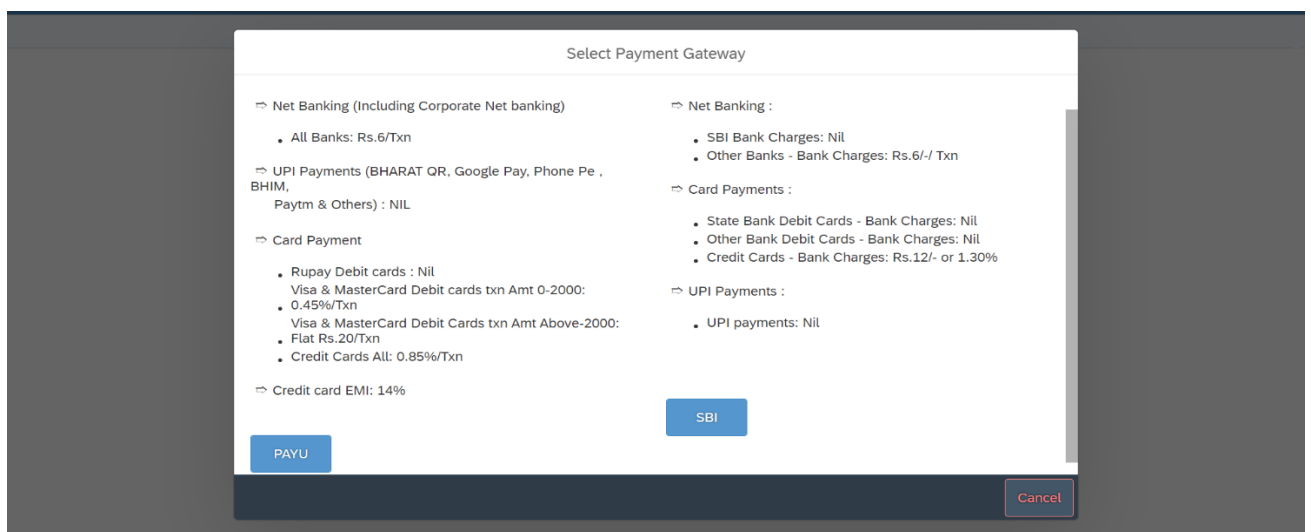 Select Payment Gateway
⇨ Net Banking (Including Corporate Net banking)
• All Banks: Rs.6/Txn
⇨ UPI Payments (BHARAT QR, Google Pay, Phone Pe ,
BHIM,
Paytm & Others) : NIL
⇨ Card Payment
• Rupay Debit cards : Nil
Visa & MasterCard Debit cards txn Amt 0-2000:
• 0.45%/Txn
Visa & MasterCard Debit Cards txn Amt Above-2000:
• Flat Rs.20/Txn
• Credit Cards All: 0.85%/Txn
⇨ Credit card EMI: 14%
PAYU
⇨ Net Banking :
• SBI Bank Charges: Nil
• Other Banks - Bank Charges: Rs.6/-/ Txn
⇨ Card Payments :
• State Bank Debit Cards - Bank Charges: Nil
• Other Bank Debit Cards - Bank Charges: Nil
• Credit Cards - Bank Charges: Rs.12/- or 1.30%
⇨ UPI Payments :
• UPI payments: Nil
SBI
Cancel